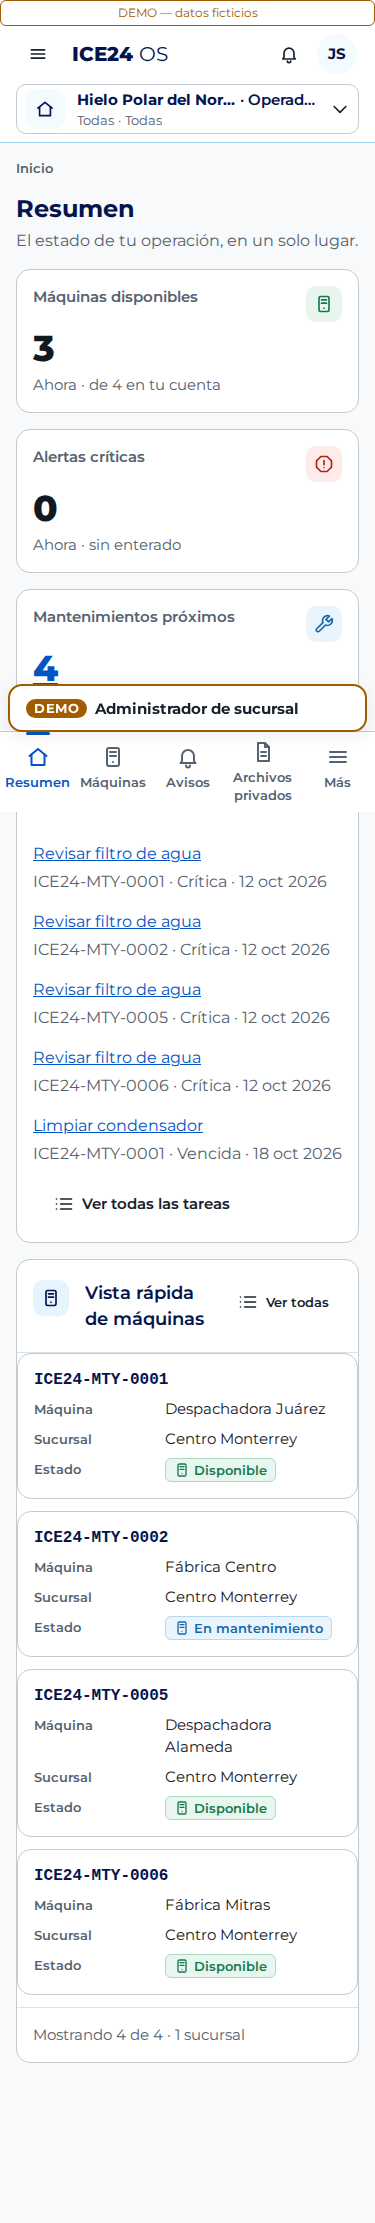 DEMO — datos ficticios
ICE24 OS
JS
Hielo Polar del Nor... · Operad...
Todas · Todas
Inicio
Resumen
El estado de tu operación, en un solo lugar.
Máquinas disponibles
3
Ahora · de 4 en tu cuenta
Alertas críticas
0
Ahora · sin enterado
Mantenimientos próximos
4
DEMO Administrador de sucursal
Resumen
Máquinas
Avisos
Archivos privados
Más
Revisar filtro de agua
ICE24-MTY-0001 · Crítica · 12 oct 2026
Revisar filtro de agua
ICE24-MTY-0002 · Crítica · 12 oct 2026
Revisar filtro de agua
ICE24-MTY-0005 · Crítica · 12 oct 2026
Revisar filtro de agua
ICE24-MTY-0006 · Crítica · 12 oct 2026
Limpiar condensador
ICE24-MTY-0001 · Vencida · 18 oct 2026
Ver todas las tareas
Vista rápida
de máquinas
Ver todas
ICE24-MTY-0001
Máquina Despachadora Juárez
Sucursal Centro Monterrey
Estado Disponible
ICE24-MTY-0002
Máquina Fábrica Centro
Sucursal Centro Monterrey
Estado En mantenimiento
ICE24-MTY-0005
Máquina Despachadora
Alameda
Sucursal Centro Monterrey
Estado Disponible
ICE24-MTY-0006
Máquina Fábrica Mitras
Sucursal Centro Monterrey
Estado Disponible
Mostrando 4 de 4 · 1 sucursal